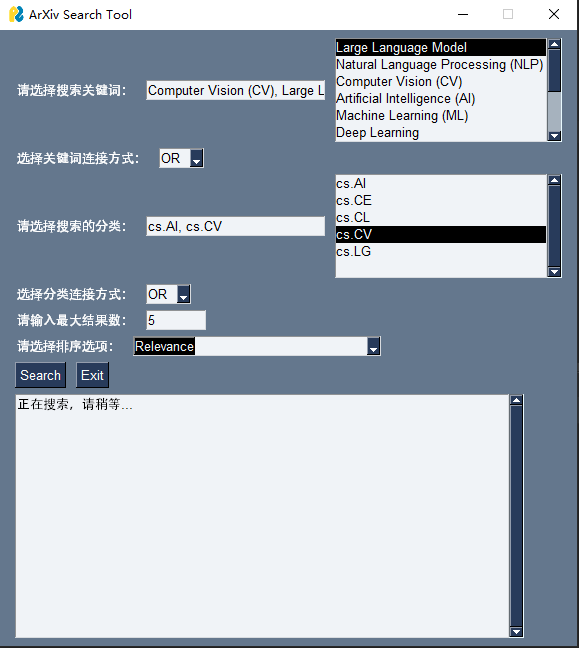 ArXiv Search Tool
请选择搜索关键词:
Computer Vision (CV), Large L
Large Language Model
Natural Language Processing (NLP)
Computer Vision (CV)
Artificial Intelligence (AI)
Machine Learning (ML)
Deep Learning
选择关键词连接方式:
OR
请选择搜索的分类:
cs.AI, cs.CV
cs.AI
cs.CE
cs.CL
cs.CV
cs.LG
选择分类连接方式:
OR
请输入最大结果数:
5
请选择排序选项:
Relevance
Search Exit
正在搜索，请稍等...